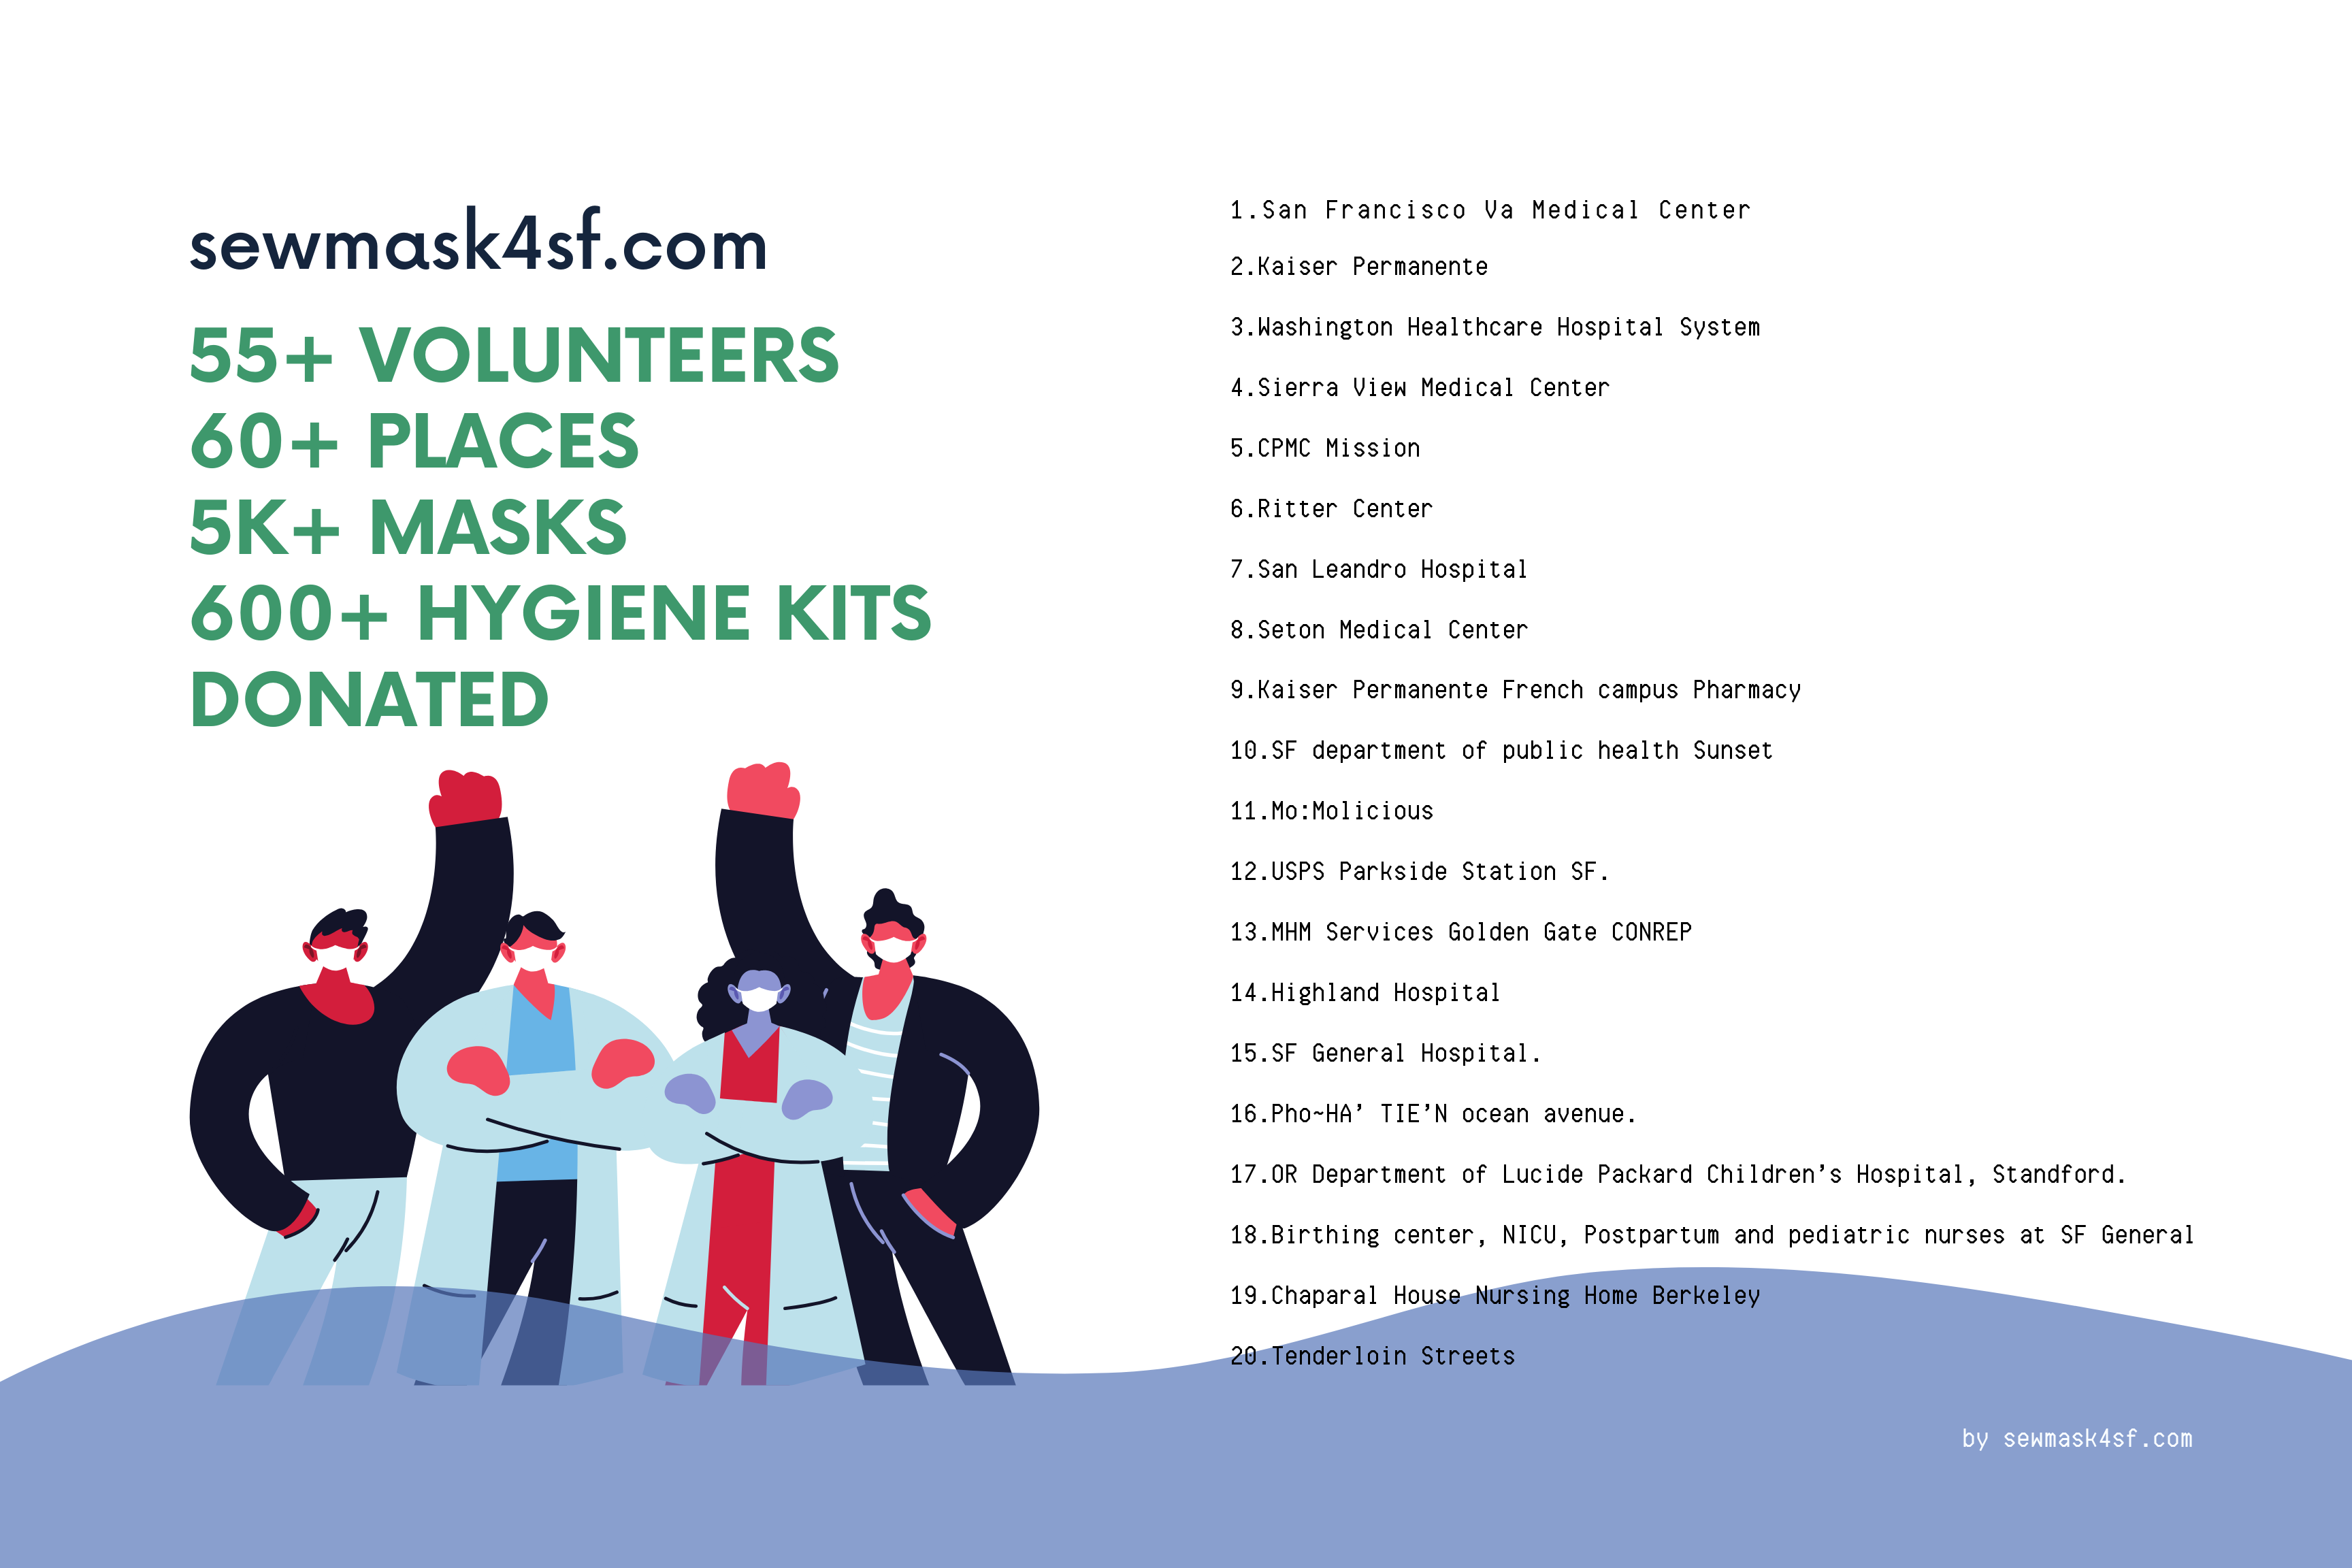 sewmask4sf.com
55+ VOLUNTEERS
60+ PLACES
5K+ MASKS
600+ HYGIENE KITS
DONATED
1.San Francisco Va Medical Center
2.Kaiser Permanente
3.Washington Healthcare Hospital System
4.Sierra View Medical Center
5.CPMC Mission
6.Ritter Center
7.San Leandro Hospital
8.Seton Medical Center
9.Kaiser Permanente French campus Pharmacy
10.SF department of public health Sunset
11.Mo:Molicious
12.USPS Parkside Station SF.
13.MHM Services Golden Gate CONREP
14.Highland Hospital
15.SF General Hospital.
16.Pho~HA’ TIE’N ocean avenue.
17.OR Department of Lucide Packard Children’s Hospital, Standford.
18.Birthing center, NICU, Postpartum and pediatric nurses at SF General
19.Chaparal House Nursing Home Berkeley
20.Tenderloin Streets
by sewmask4sf.com